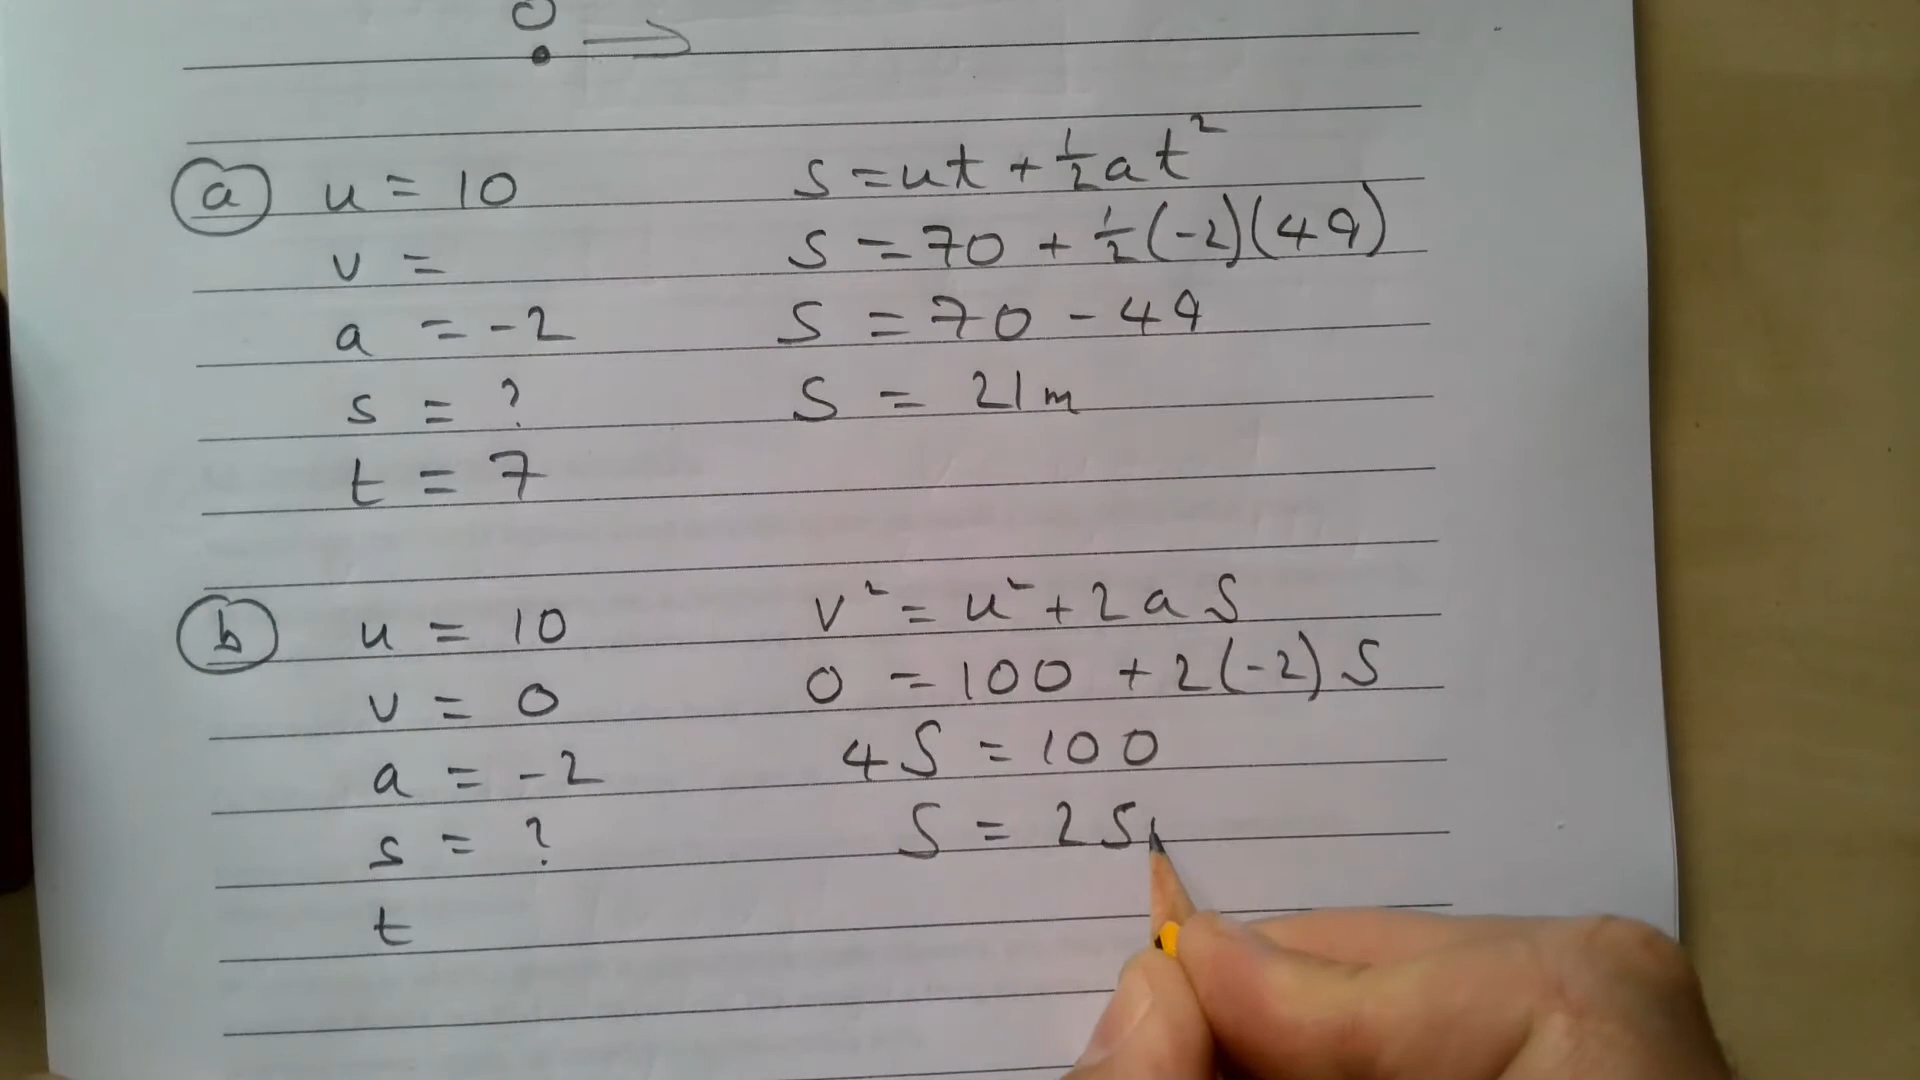 O
a u = 10
v =
a = -2
s = ?
t = 7
s = ut + ½at²
s = 70 + ½(-2)(49)
s = 70 - 49
s = 21m
b u = 10
v = 0
a = -2
s = ?
t
v² = u² + 2as
0 = 100 + 2(-2)s
4s = 100
s = 25